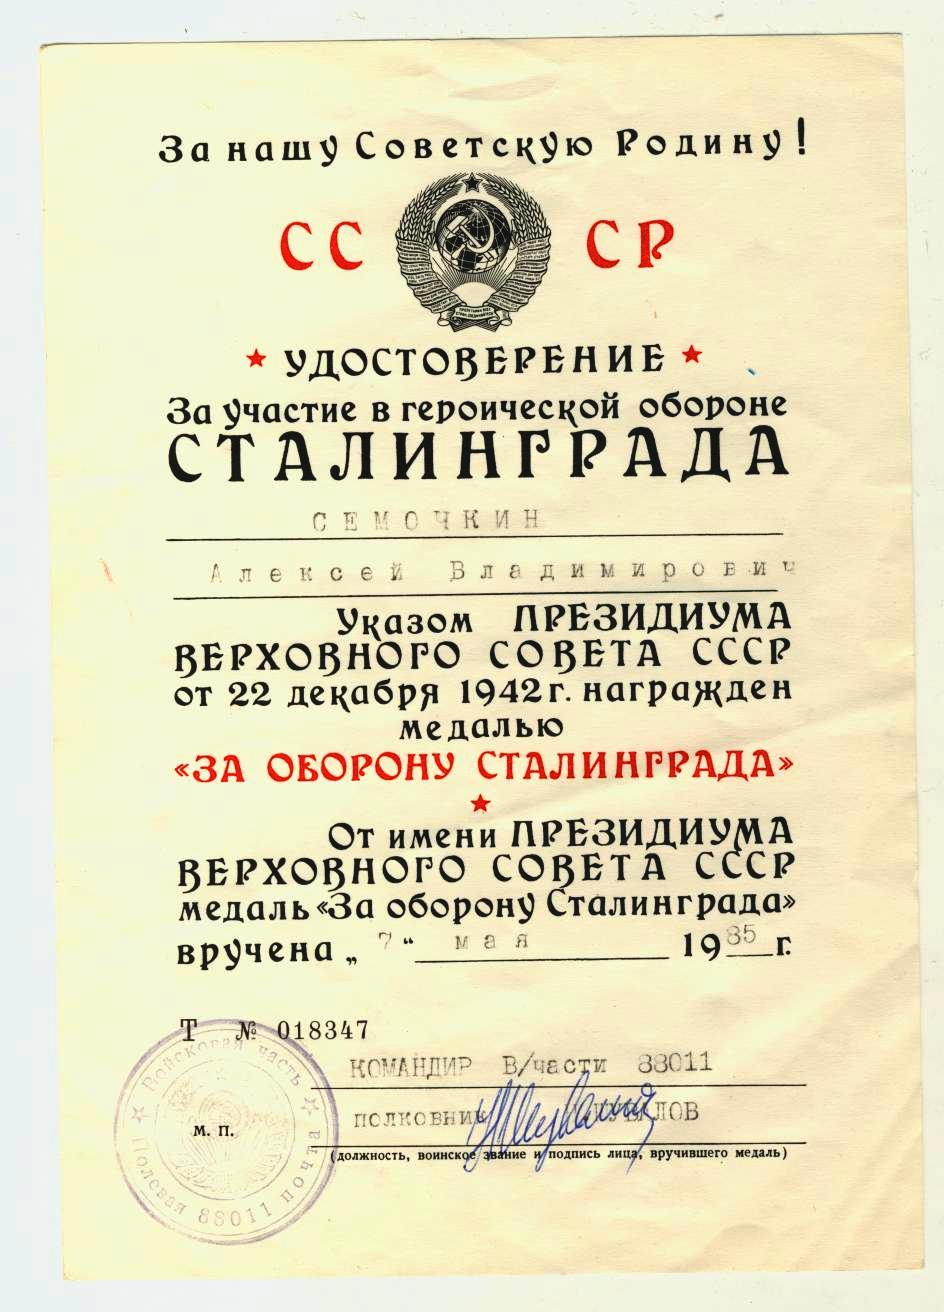 За нашу Советскую Родину!
СС СР
УДОСТОВЕРЕНИЕ
За участие в героической обороне
СТАЛИНГРАДА
СЕМОЧКИН
Алексей Владимирович
Указом ПРЕЗИДИУМА
ВЕРХОВНОГО СОВЕТА СССР
от 22 декабря 1942 г. награжден
медалью
«ЗА ОБОРОНУ СТАЛИНГРАДА»
От имени ПРЕЗИДИУМА
ВЕРХОВНОГО СОВЕТА СССР
медаль «За оборону Сталинграда»
вручена „ 7 “ мая 1985 г.
Т № 018347
КОМАНДИР В/части 88011
полковник
М. П.
(должность, воинское звание и подпись лица, вручившего медаль)
Войсковая часть
Полевая почта
88011